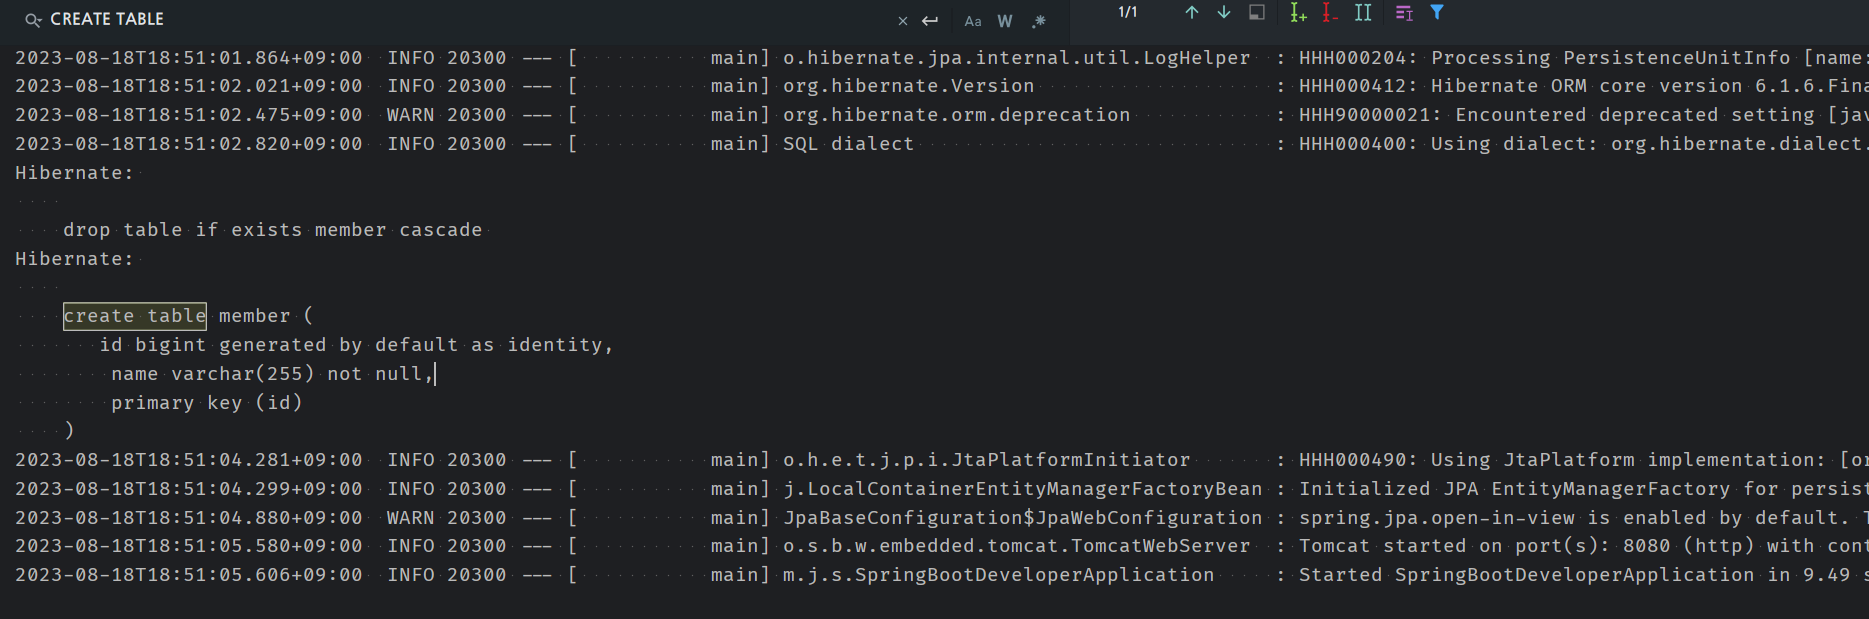 CREATE TABLE
Aa W .* 1/1
2023-08-18T18:51:01.864+09:00  INFO 20300 --- [           main] o.hibernate.jpa.internal.util.LogHelper  : HHH000204: Processing PersistenceUnitInfo [name:
2023-08-18T18:51:02.021+09:00  INFO 20300 --- [           main] org.hibernate.Version                    : HHH000412: Hibernate ORM core version 6.1.6.Fina
2023-08-18T18:51:02.475+09:00  WARN 20300 --- [           main] org.hibernate.orm.deprecation            : HHH90000021: Encountered deprecated setting [jav
2023-08-18T18:51:02.820+09:00  INFO 20300 --- [           main] SQL dialect                              : HHH000400: Using dialect: org.hibernate.dialect.
Hibernate:
    drop table if exists member cascade
Hibernate:
    create table member (
       id bigint generated by default as identity,
        name varchar(255) not null,
        primary key (id)
    )
2023-08-18T18:51:04.281+09:00  INFO 20300 --- [           main] o.h.e.t.j.p.i.JtaPlatformInitiator       : HHH000490: Using JtaPlatform implementation: [or
2023-08-18T18:51:04.299+09:00  INFO 20300 --- [           main] j.LocalContainerEntityManagerFactoryBean : Initialized JPA EntityManagerFactory for persist
2023-08-18T18:51:04.880+09:00  WARN 20300 --- [           main] JpaBaseConfiguration$JpaWebConfiguration : spring.jpa.open-in-view is enabled by default. T
2023-08-18T18:51:05.580+09:00  INFO 20300 --- [           main] o.s.b.w.embedded.tomcat.TomcatWebServer  : Tomcat started on port(s): 8080 (http) with cont
2023-08-18T18:51:05.606+09:00  INFO 20300 --- [           main] m.j.s.SpringBootDeveloperApplication     : Started SpringBootDeveloperApplication in 9.49 s